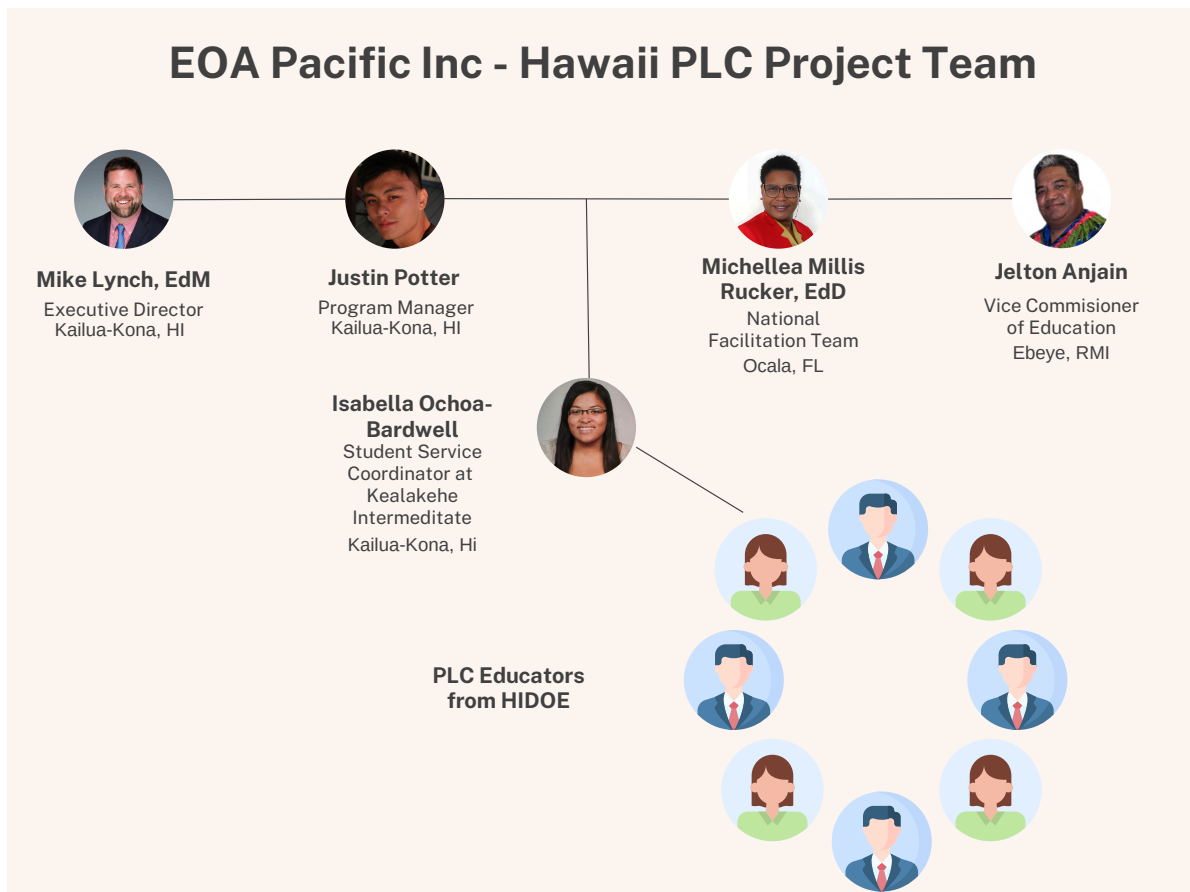 EOA Pacific Inc - Hawaii PLC Project Team
Mike Lynch, EdM
Executive Director
Kailua-Kona, HI
Justin Potter
Program Manager
Kailua-Kona, HI
Michellea Millis
Rucker, EdD
National
Facilitation Team
Ocala, FL
Jelton Anjain
Vice Commisioner
of Education
Ebeye, RMI
Isabella Ochoa-
Bardwell
Student Service
Coordinator at
Kealakehe
Intermeditate
Kailua-Kona, Hi
PLC Educators
from HIDOE